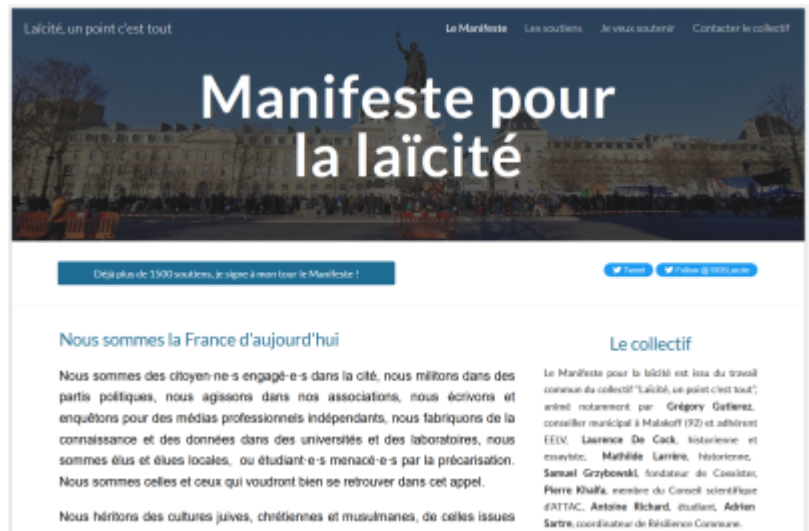 Laïcité, un point c'est tout
Le Manifeste Les soutiens Je veux soutenir Contacter le collectif
Manifeste pour
la laïcité
Déjà plus de 1500 soutiens, je signe à mon tour le Manifeste !
Tweet Follow @1905Laicite
Nous sommes la France d'aujourd'hui
Nous sommes des citoyen·ne·s engagé·e·s dans la cité, nous militons dans des
partis politiques, nous agissons dans nos associations, nous écrivons et
enquêtons pour des médias professionnels indépendants, nous fabriquons de la
connaissance et des données dans des universités et des laboratoires, nous
sommes élus et élues locales, ou étudiant·e·s menacé·e·s par la précarisation.
Nous sommes celles et ceux qui voudront bien se retrouver dans cet appel.
Nous héritons des cultures juives, chrétiennes et musulmanes, de celles issues
Le collectif
Le Manifeste pour la laïcité est issu du travail
commun du collectif "Laïcité, un point c'est tout",
animé notamment par Grégory Gutierez,
conseiller municipal à Malakoff (92) et adhérent
EELV, Laurence De Cock, historienne et
essayiste, Mathilde Larrère, historienne,
Samuel Grzybowski, fondateur de Coexister,
Pierre Khalfa, membre du Conseil scientifique
d'ATTAC, Antoine Richard, étudiant, Adrien
Sartre, coordinateur de Résilience Commune.